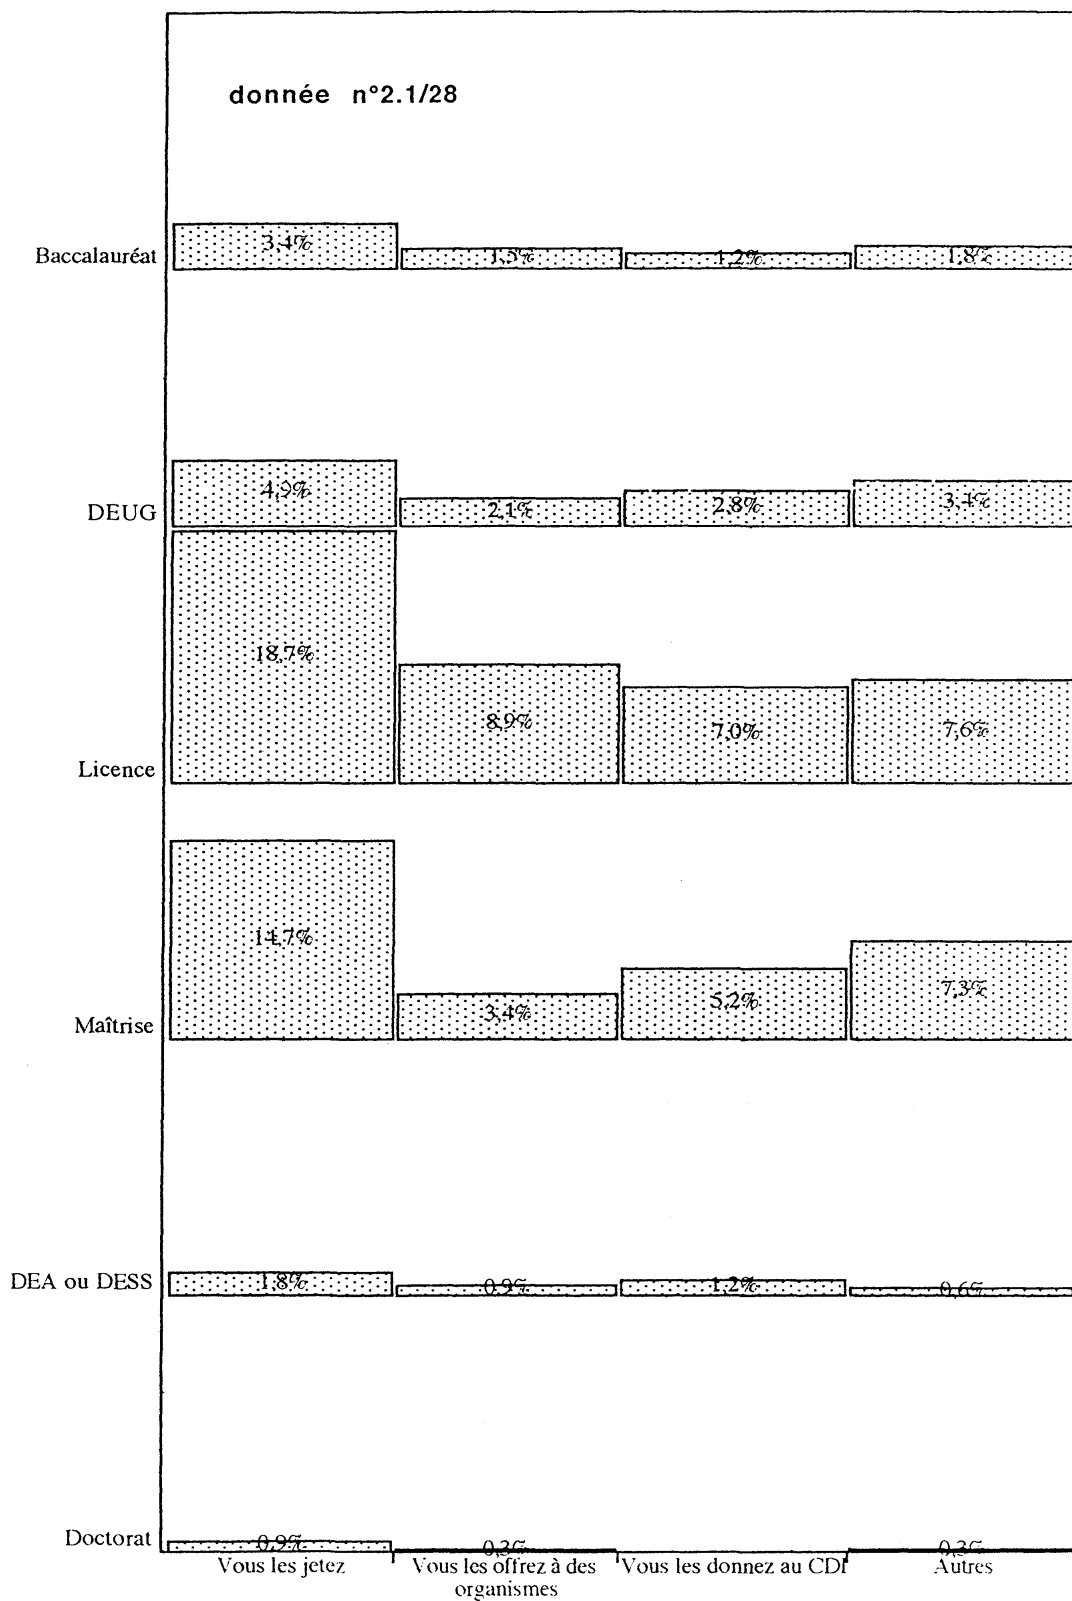 donnée n°2.1/28
Baccalauréat 3,4% 1,5% 1,2% 1,8%
DEUG 4,9% 2,1% 2,8% 3,4%
Licence 18,7% 8,9% 7,0% 7,6%
Maîtrise 14,7% 3,4% 5,2% 7,3%
DEA ou DESS 1,8% 0,9% 1,2% 0,6%
Doctorat 0,9% 0,3% 0,3%
Vous les jetez Vous les offrez à des Vous les donnez au CDI Autres
organismes